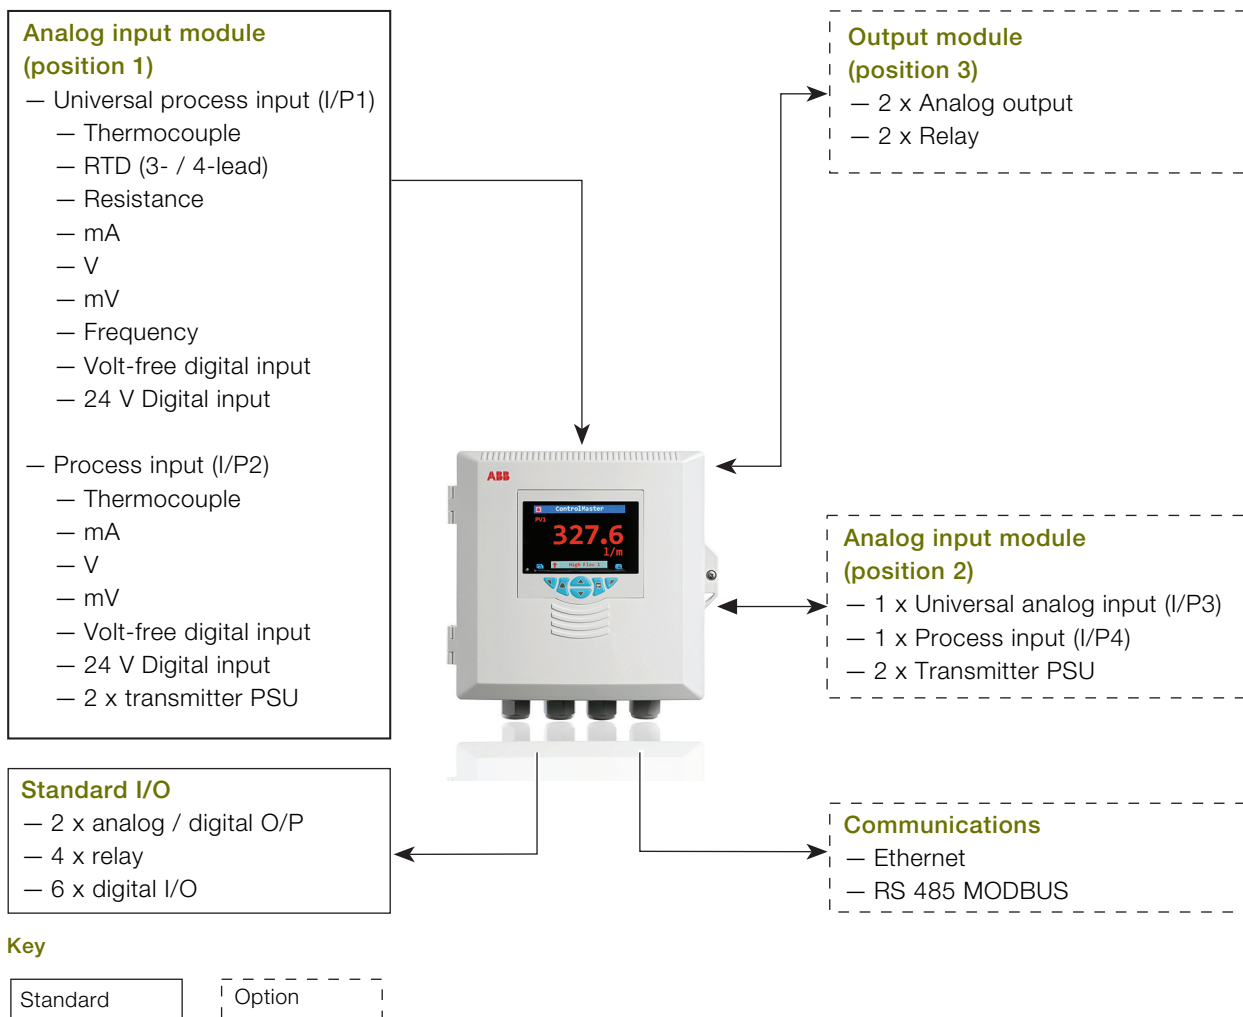 Analog input module
(position 1)
— Universal process input (I/P1)
— Thermocouple
— RTD (3- / 4-lead)
— Resistance
— mA
— V
— mV
— Frequency
— Volt-free digital input
— 24 V Digital input
— Process input (I/P2)
— Thermocouple
— mA
— V
— mV
— Volt-free digital input
— 24 V Digital input
— 2 x transmitter PSU
Standard I/O
— 2 x analog / digital O/P
— 4 x relay
— 6 x digital I/O
ABB
ControlMaster
PV1
327.6
l/m
High Flow 1
Output module
(position 3)
— 2 x Analog output
— 2 x Relay
Analog input module
(position 2)
— 1 x Universal analog input (I/P3)
— 1 x Process input (I/P4)
— 2 x Transmitter PSU
Communications
— Ethernet
— RS 485 MODBUS
Key
Standard
Option